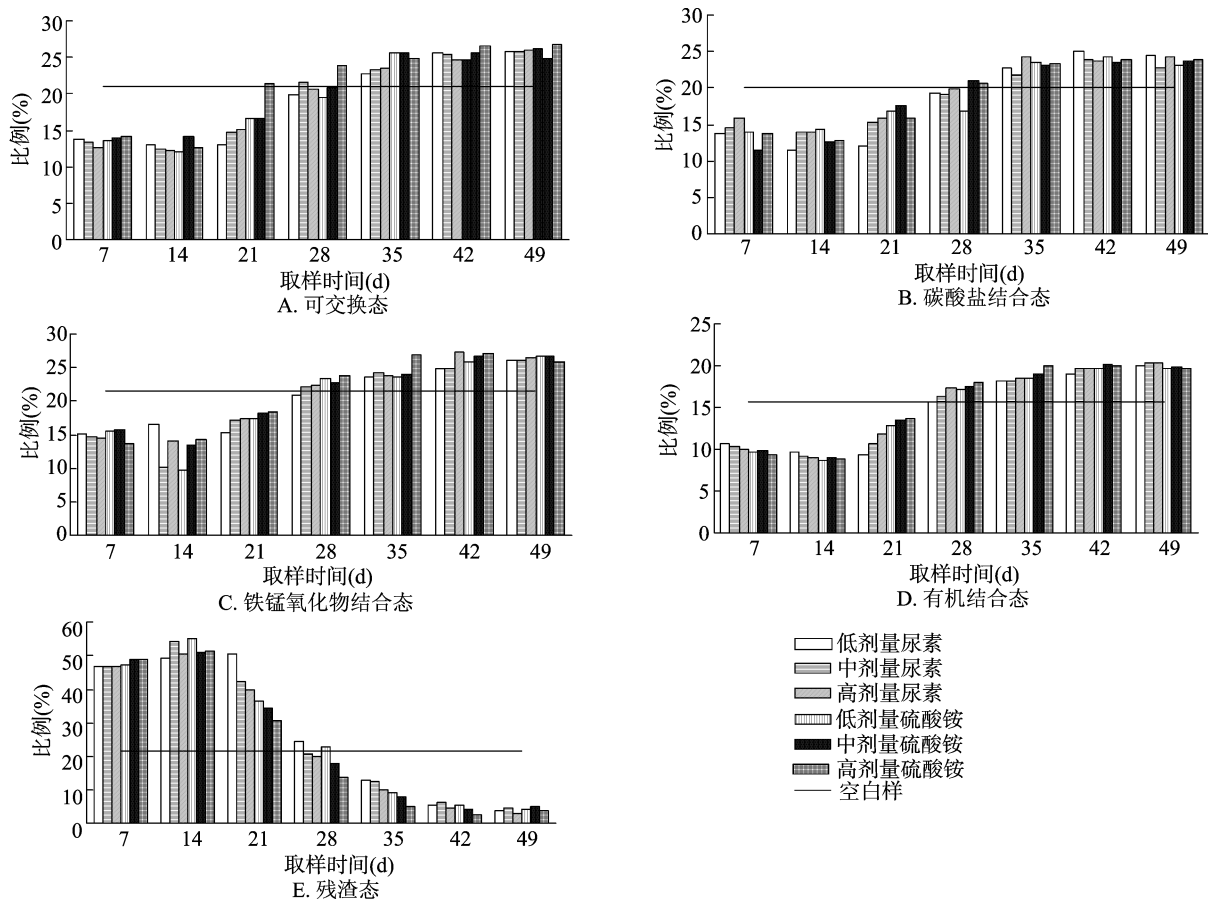 比例(%)
30
25
20
15
10
5
0
7 14 21 28 35 42 49
取样时间(d)
A. 可交换态
比例(%)
30
25
20
15
10
5
0
7 14 21 28 35 42 49
取样时间(d)
B. 碳酸盐结合态
比例(%)
30
25
20
15
10
5
0
7 14 21 28 35 42 49
取样时间(d)
C. 铁锰氧化物结合态
比例(%)
25
20
15
10
5
0
7 14 21 28 35 42 49
取样时间(d)
D. 有机结合态
比例(%)
60
50
40
30
20
10
0
7 14 21 28 35 42 49
取样时间(d)
E. 残渣态
低剂量尿素
中剂量尿素
高剂量尿素
低剂量硫酸铵
中剂量硫酸铵
高剂量硫酸铵
空白样